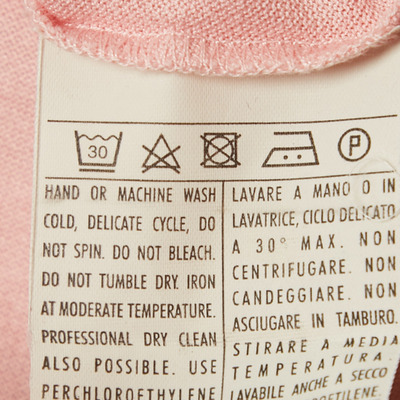 30
P
HAND OR MACHINE WASH
COLD, DELICATE CYCLE, DO
NOT SPIN. DO NOT BLEACH.
DO NOT TUMBLE DRY. IRON
AT MODERATE TEMPERATURE.
PROFESSIONAL DRY CLEAN
ALSO POSSIBLE. USE
PERCHLOROETHYLENE
LAVARE A MANO O IN
LAVATRICE, CICLO DELICATO
A 30° MAX. NON
CENTRIFUGARE. NON
CANDEGGIARE. NON
ASCIUGARE IN TAMBURO.
STIRARE A MEDIA
TEMPERATURA.
LAVABILE ANCHE A SECCO